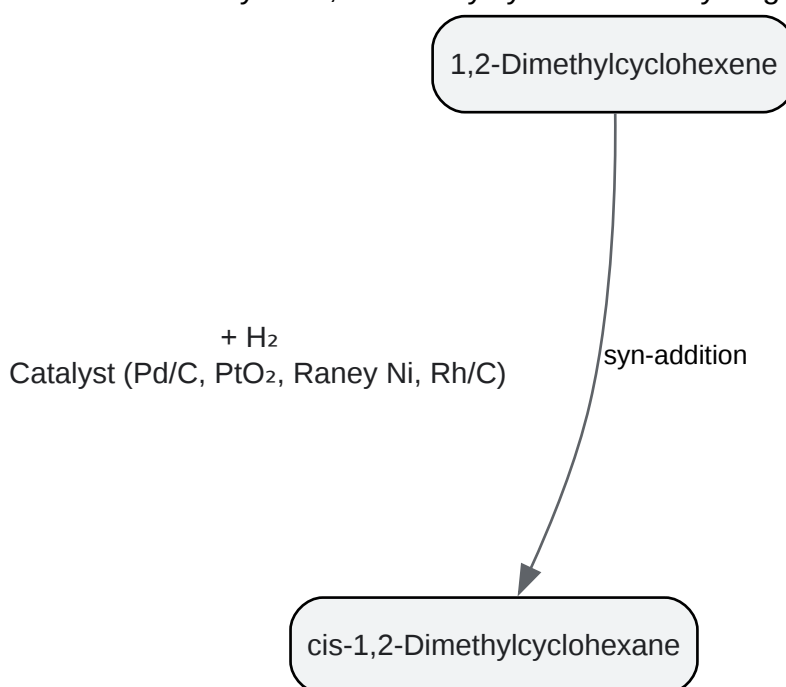 1,2-Dimethylcyclohexene
+ H₂
Catalyst (Pd/C, PtO₂, Raney Ni, Rh/C)
syn-addition
cis-1,2-Dimethylcyclohexane